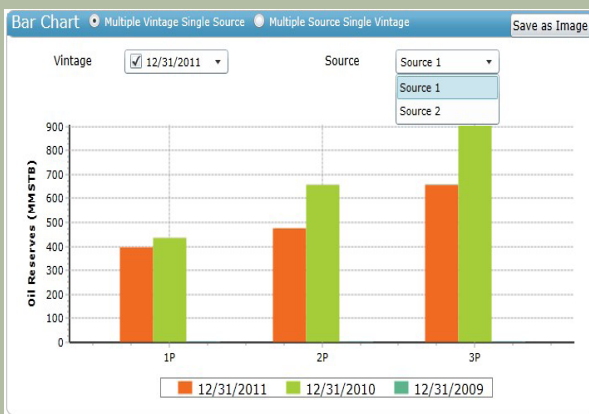 Bar Chart Multiple Vintage Single Source Multiple Source Single Vintage Save as Image
Vintage 12/31/2011 Source Source 1
Source 1
Source 2
900
800
700
600
500
400
300
200
100
0
Oil Reserves (MMSTB)
1P 2P 3P
12/31/2011 12/31/2010 12/31/2009